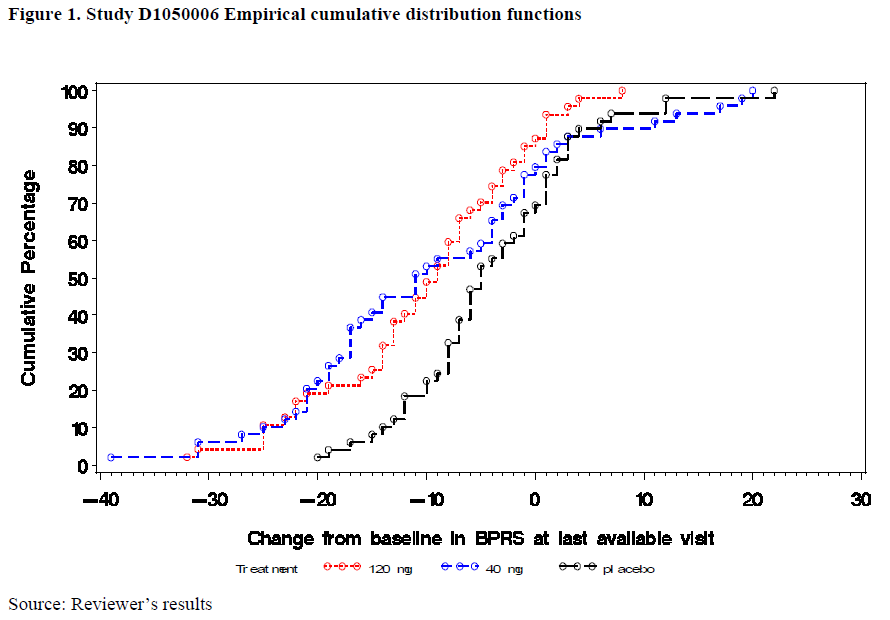 Figure 1. Study D1050006 Empirical cumulative distribution functions
100
90
80
70
60
50
40
30
20
10
0
Cumulative Percentage
−40 −30 −20 −10 0 10 20 30
Change from baseline in BPRS at last available visit
Treatment 120 mg 40 mg placebo
Source: Reviewer's results